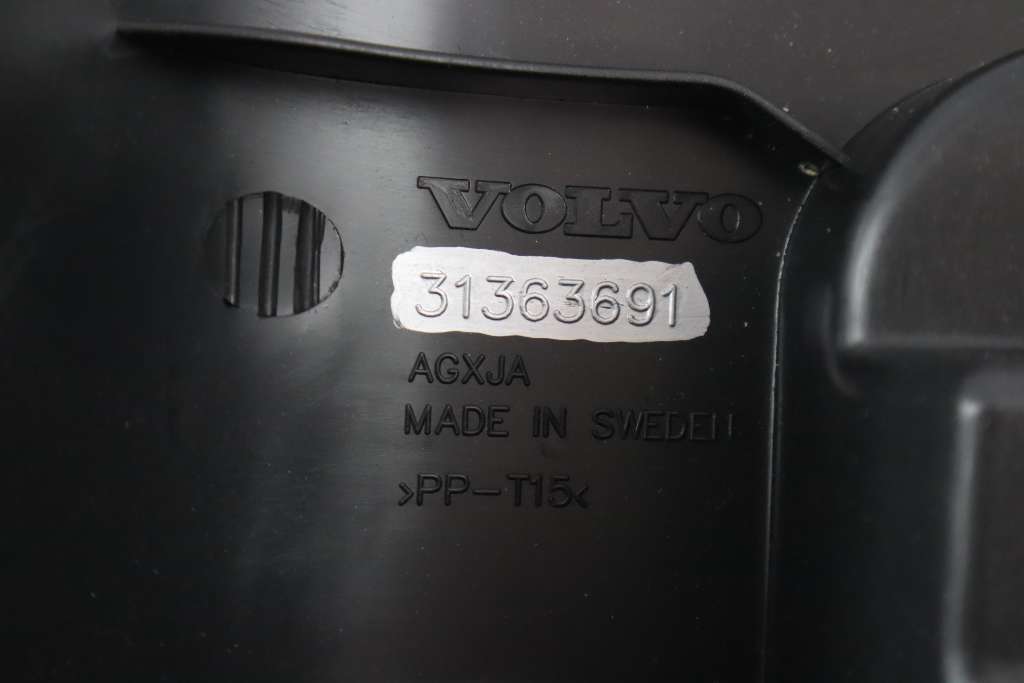 VOLVO
31363691
AGXJA
MADE IN SWEDEN
>PP-T15<